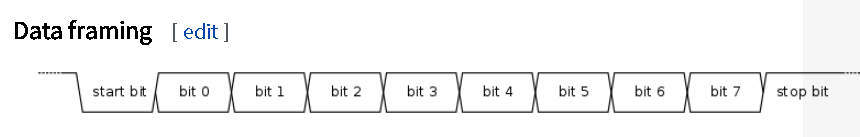 Data framing [ edit ]
start bit bit 0 bit 1 bit 2 bit 3 bit 4 bit 5 bit 6 bit 7 stop bit